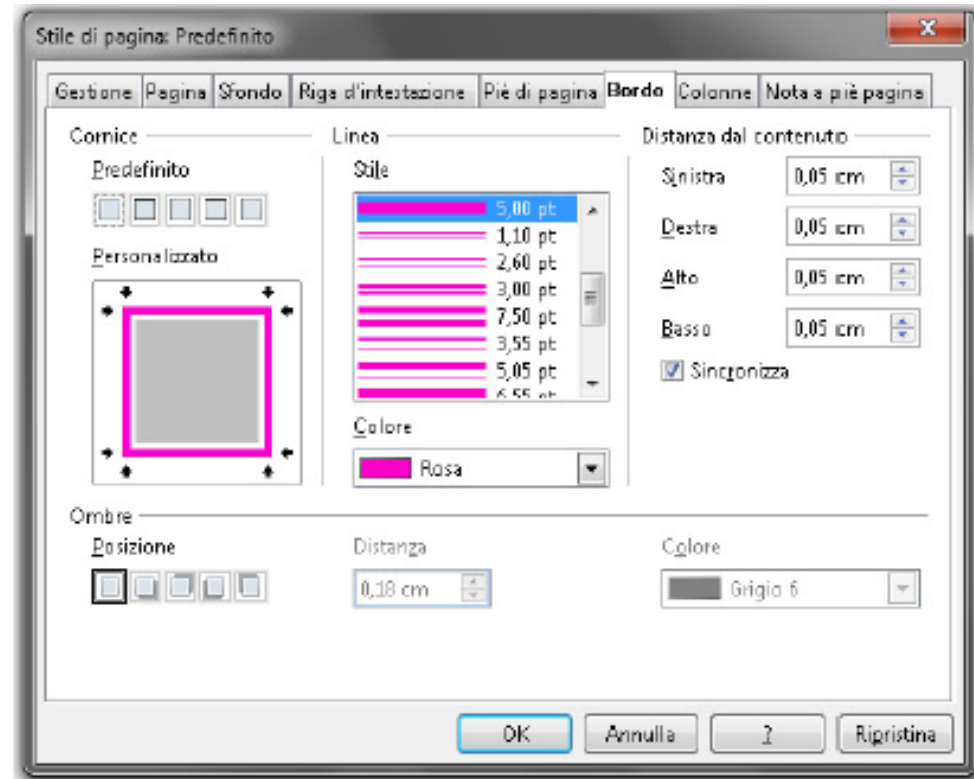 Stile di pagina: Predefinito
Gestione Pagina Sfondo Riga d'intestazione Piè di pagina Bordo Colonne Nota a piè pagina
Cornice Linea Distanza dal contenuto
Predefinito Stile Sinistra 0,05 cm
5,00 pt
1,10 pt Destra 0,05 cm
Personalizzato 2,60 pt
3,00 pt Alto 0,05 cm
7,50 pt
3,55 pt Basso 0,05 cm
5,05 pt Sincronizza
6,55 pt
Colore
Rosa
Ombre
Posizione Distanza Colore
0,18 cm Grigio 6
OK Annulla ? Ripristina